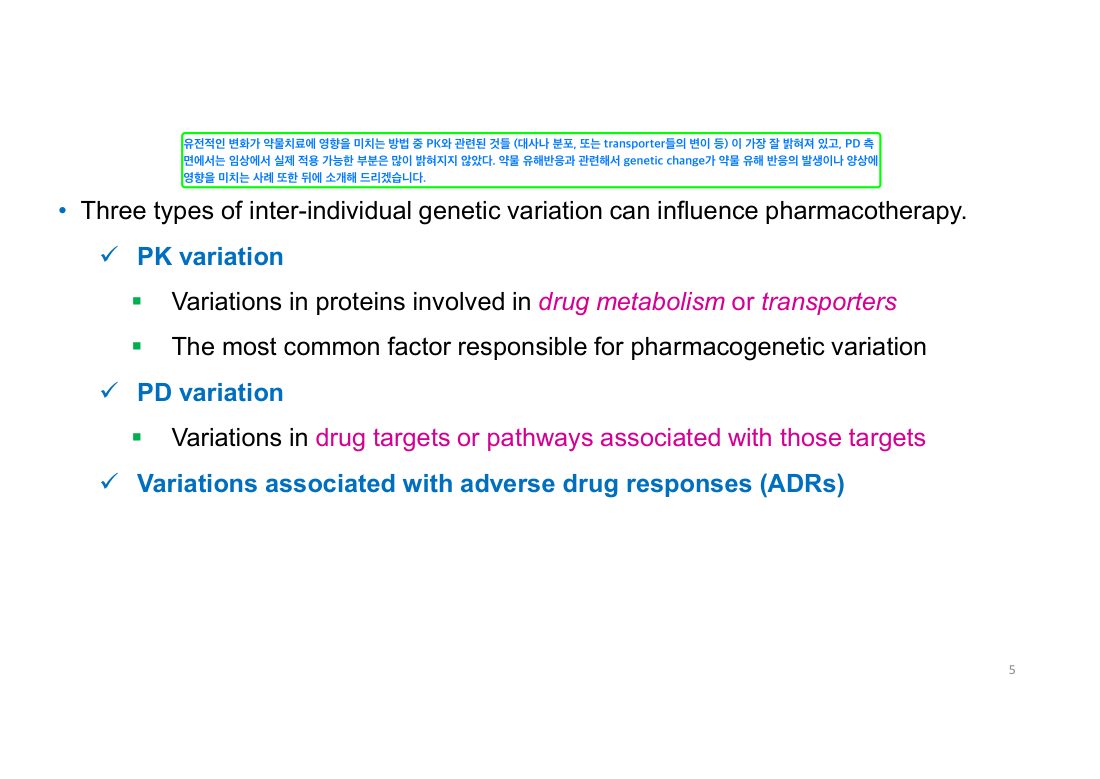 유전적인 변화가 약물치료에 영향을 미치는 방법 중 PK와 관련된 것들 (대사나 분포, 또는 transporter들의 변이 등) 이 가장 잘 밝혀져 있고, PD 측
면에서는 임상에서 실제 적용 가능한 부분은 많이 밝혀지지 않았다. 약물 유해반응과 관련해서 genetic change가 약물 유해 반응의 발생이나 양상에
영향을 미치는 사례 또한 뒤에 소개해 드리겠습니다.
• Three types of inter-individual genetic variation can influence pharmacotherapy.
✓ PK variation
▪ Variations in proteins involved in drug metabolism or transporters
▪ The most common factor responsible for pharmacogenetic variation
✓ PD variation
▪ Variations in drug targets or pathways associated with those targets
✓ Variations associated with adverse drug responses (ADRs)
5